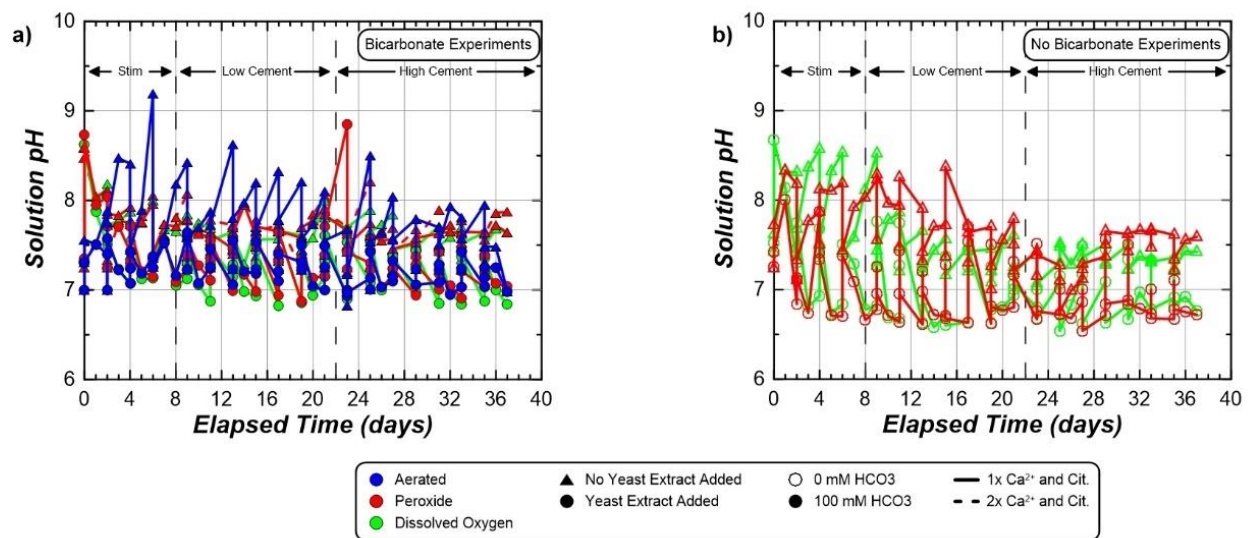 a)
Bicarbonate Experiments
Stim
Low Cement
High Cement
Solution pH
10
9
8
7
6
0 4 8 12 16 20 24 28 32 36 40
Elapsed Time (days)
b)
No Bicarbonate Experiments
Stim
Low Cement
High Cement
Solution pH
10
9
8
7
6
0 4 8 12 16 20 24 28 32 36 40
Elapsed Time (days)
Aerated
Peroxide
Dissolved Oxygen
No Yeast Extract Added
Yeast Extract Added
0 mM HCO3
100 mM HCO3
1x Ca²⁺ and Cit.
2x Ca²⁺ and Cit.